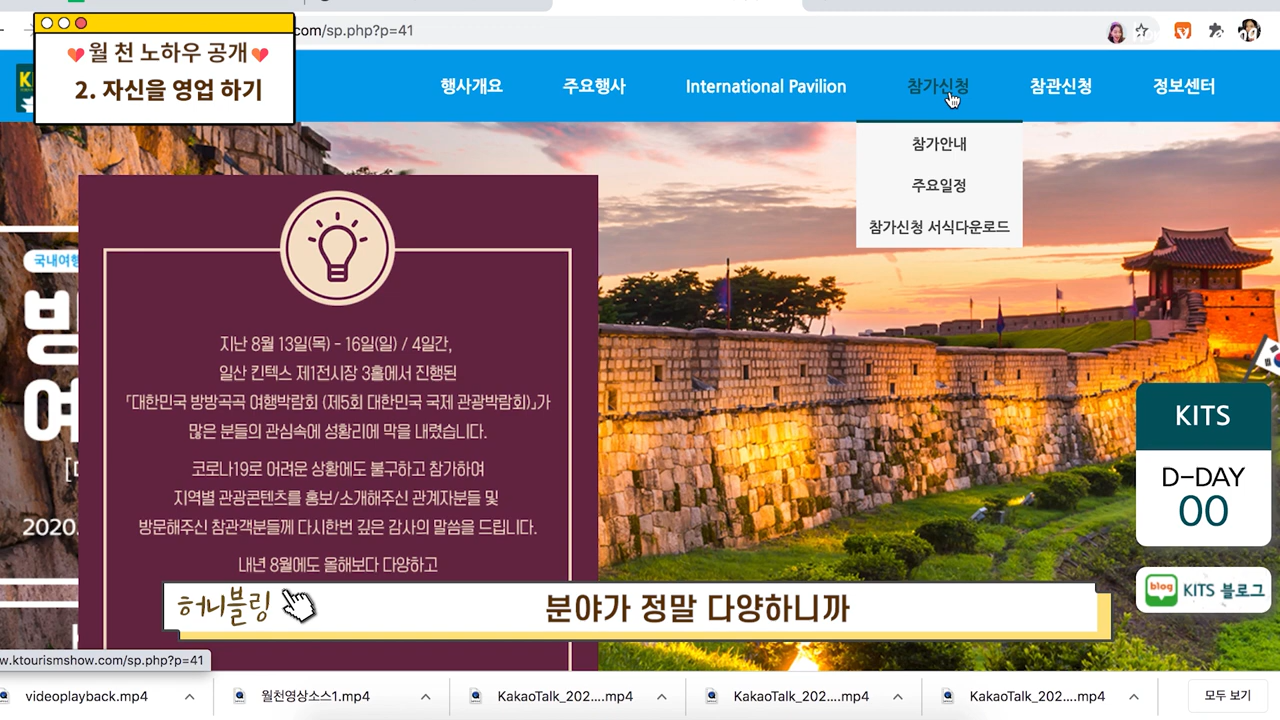 월 천 노하우 공개
2. 자신을 영업 하기
com/sp.php?p=41
행사개요
주요행사
International Pavilion
참가신청
참관신청
정보센터
참가안내
주요일정
참가신청 서식다운로드
국내여행
지난 8월 13일(목) - 16일(일) / 4일간,
일산 킨텍스 제1전시장 3홀에서 진행된
「대한민국 방방곡곡 여행박람회 (제5회 대한민국 국제 관광박람회)」가
많은 분들의 관심속에 성황리에 막을 내렸습니다.
코로나19로 어려운 상황에도 불구하고 참가하여
지역별 관광콘텐츠를 홍보/소개해주신 관계자분들 및
방문해주신 참관객분들께 다시한번 깊은 감사의 말씀을 드립니다.
내년 8월에도 올해보다 다양하고
2020.
KITS
D-DAY
00
blog
KITS 블로그
허니블링
분야가 정말 다양하니까
w.ktourismshow.com/sp.php?p=41
videoplayback.mp4
월천영상소스1.mp4
KakaoTalk_202....mp4
KakaoTalk_202....mp4
KakaoTalk_202....mp4
모두 보기